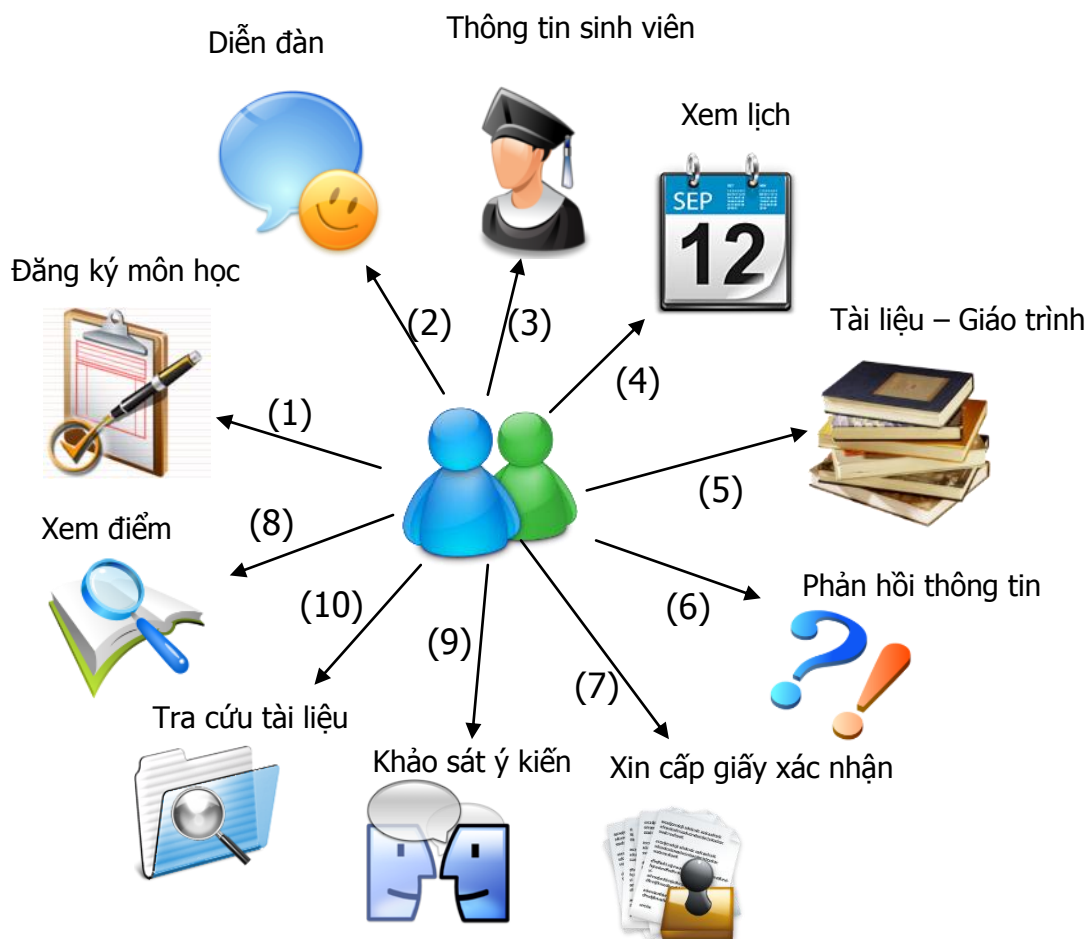 Thông tin sinh viên
Diễn đàn
Xem lịch
SEP
12
Đăng ký môn học
(2)
(3)
Tài liệu – Giáo trình
(4)
(1)
(5)
Xem điểm
(8)
Phản hồi thông tin
(6)
(10)
(9)
(7)
Tra cứu tài liệu
Khảo sát ý kiến
Xin cấp giấy xác nhận